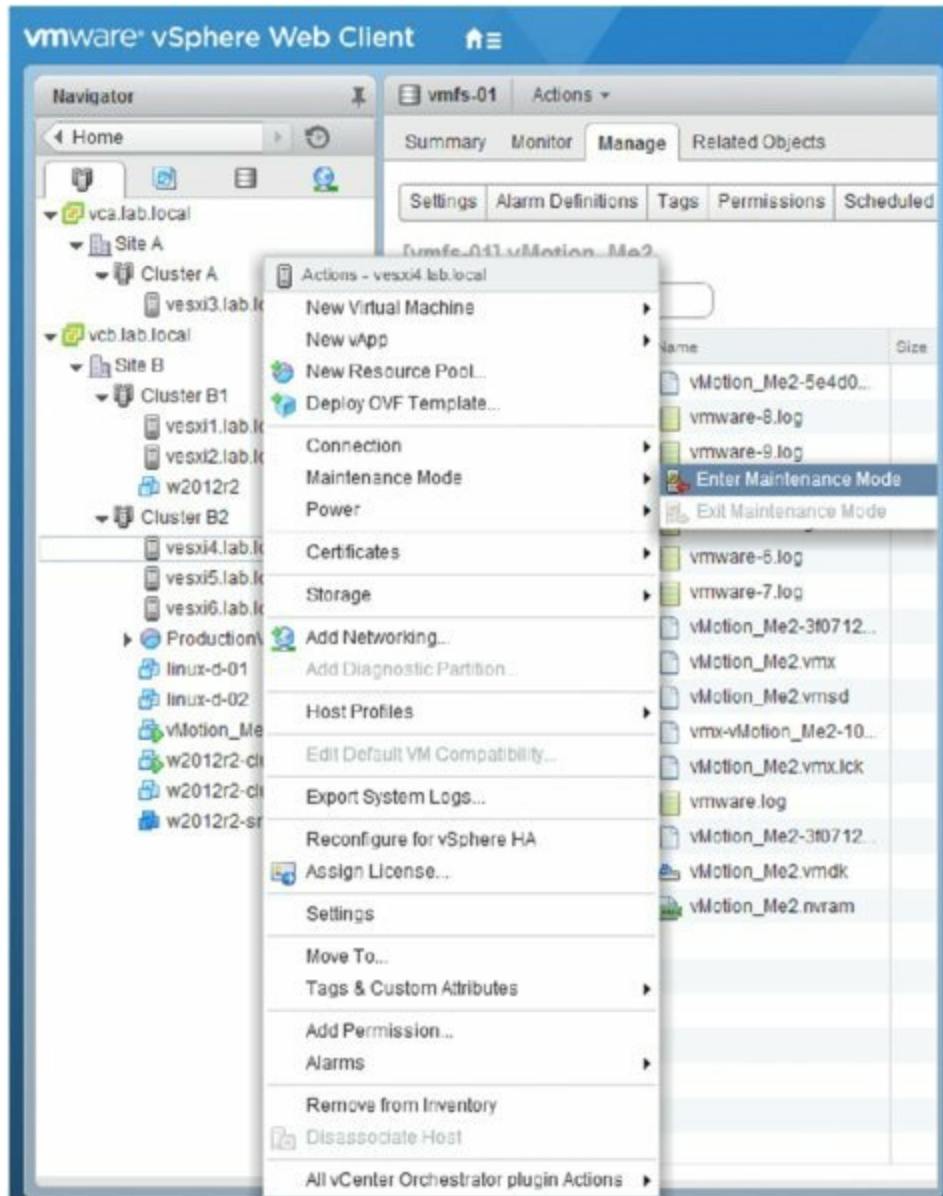 vmware® vSphere Web Client
Navigator
Home
vca.lab.local
Site A
Cluster A
vesxi3.lab.lo
vcb.lab.local
Site B
Cluster B1
vesxi1.lab.lo
vesxi2.lab.lo
w2012r2
Cluster B2
vesxi4.lab.lo
vesxi5.lab.lo
vesxi6.lab.lo
Production
linux-d-01
linux-d-02
vMotion_Me
w2012r2-cl
w2012r2-cl
w2012r2-sr
vmfs-01 Actions
Summary Monitor Manage Related Objects
Settings Alarm Definitions Tags Permissions Scheduled
[vmfs-01] vMotion_Me2
Actions - vesxi4.lab.local
New Virtual Machine
New vApp
New Resource Pool...
Deploy OVF Template...
Connection
Maintenance Mode
Power
Certificates
Storage
Add Networking...
Add Diagnostic Partition...
Host Profiles
Edit Default VM Compatibility...
Export System Logs...
Reconfigure for vSphere HA
Assign License...
Settings
Move To...
Tags & Custom Attributes
Add Permission...
Alarms
Remove from Inventory
Disassociate Host
All vCenter Orchestrator plugin Actions
Enter Maintenance Mode
Exit Maintenance Mode
Name Size
vMotion_Me2-5e4d0...
vmware-8.log
vmware-9.log
vmware-6.log
vmware-7.log
vMotion_Me2-3f0712...
vMotion_Me2.vmx
vMotion_Me2.vmsd
vmx-vMotion_Me2-10...
vMotion_Me2.vmx.lck
vmware.log
vMotion_Me2-3f0712...
vMotion_Me2.vmdk
vMotion_Me2.nvram